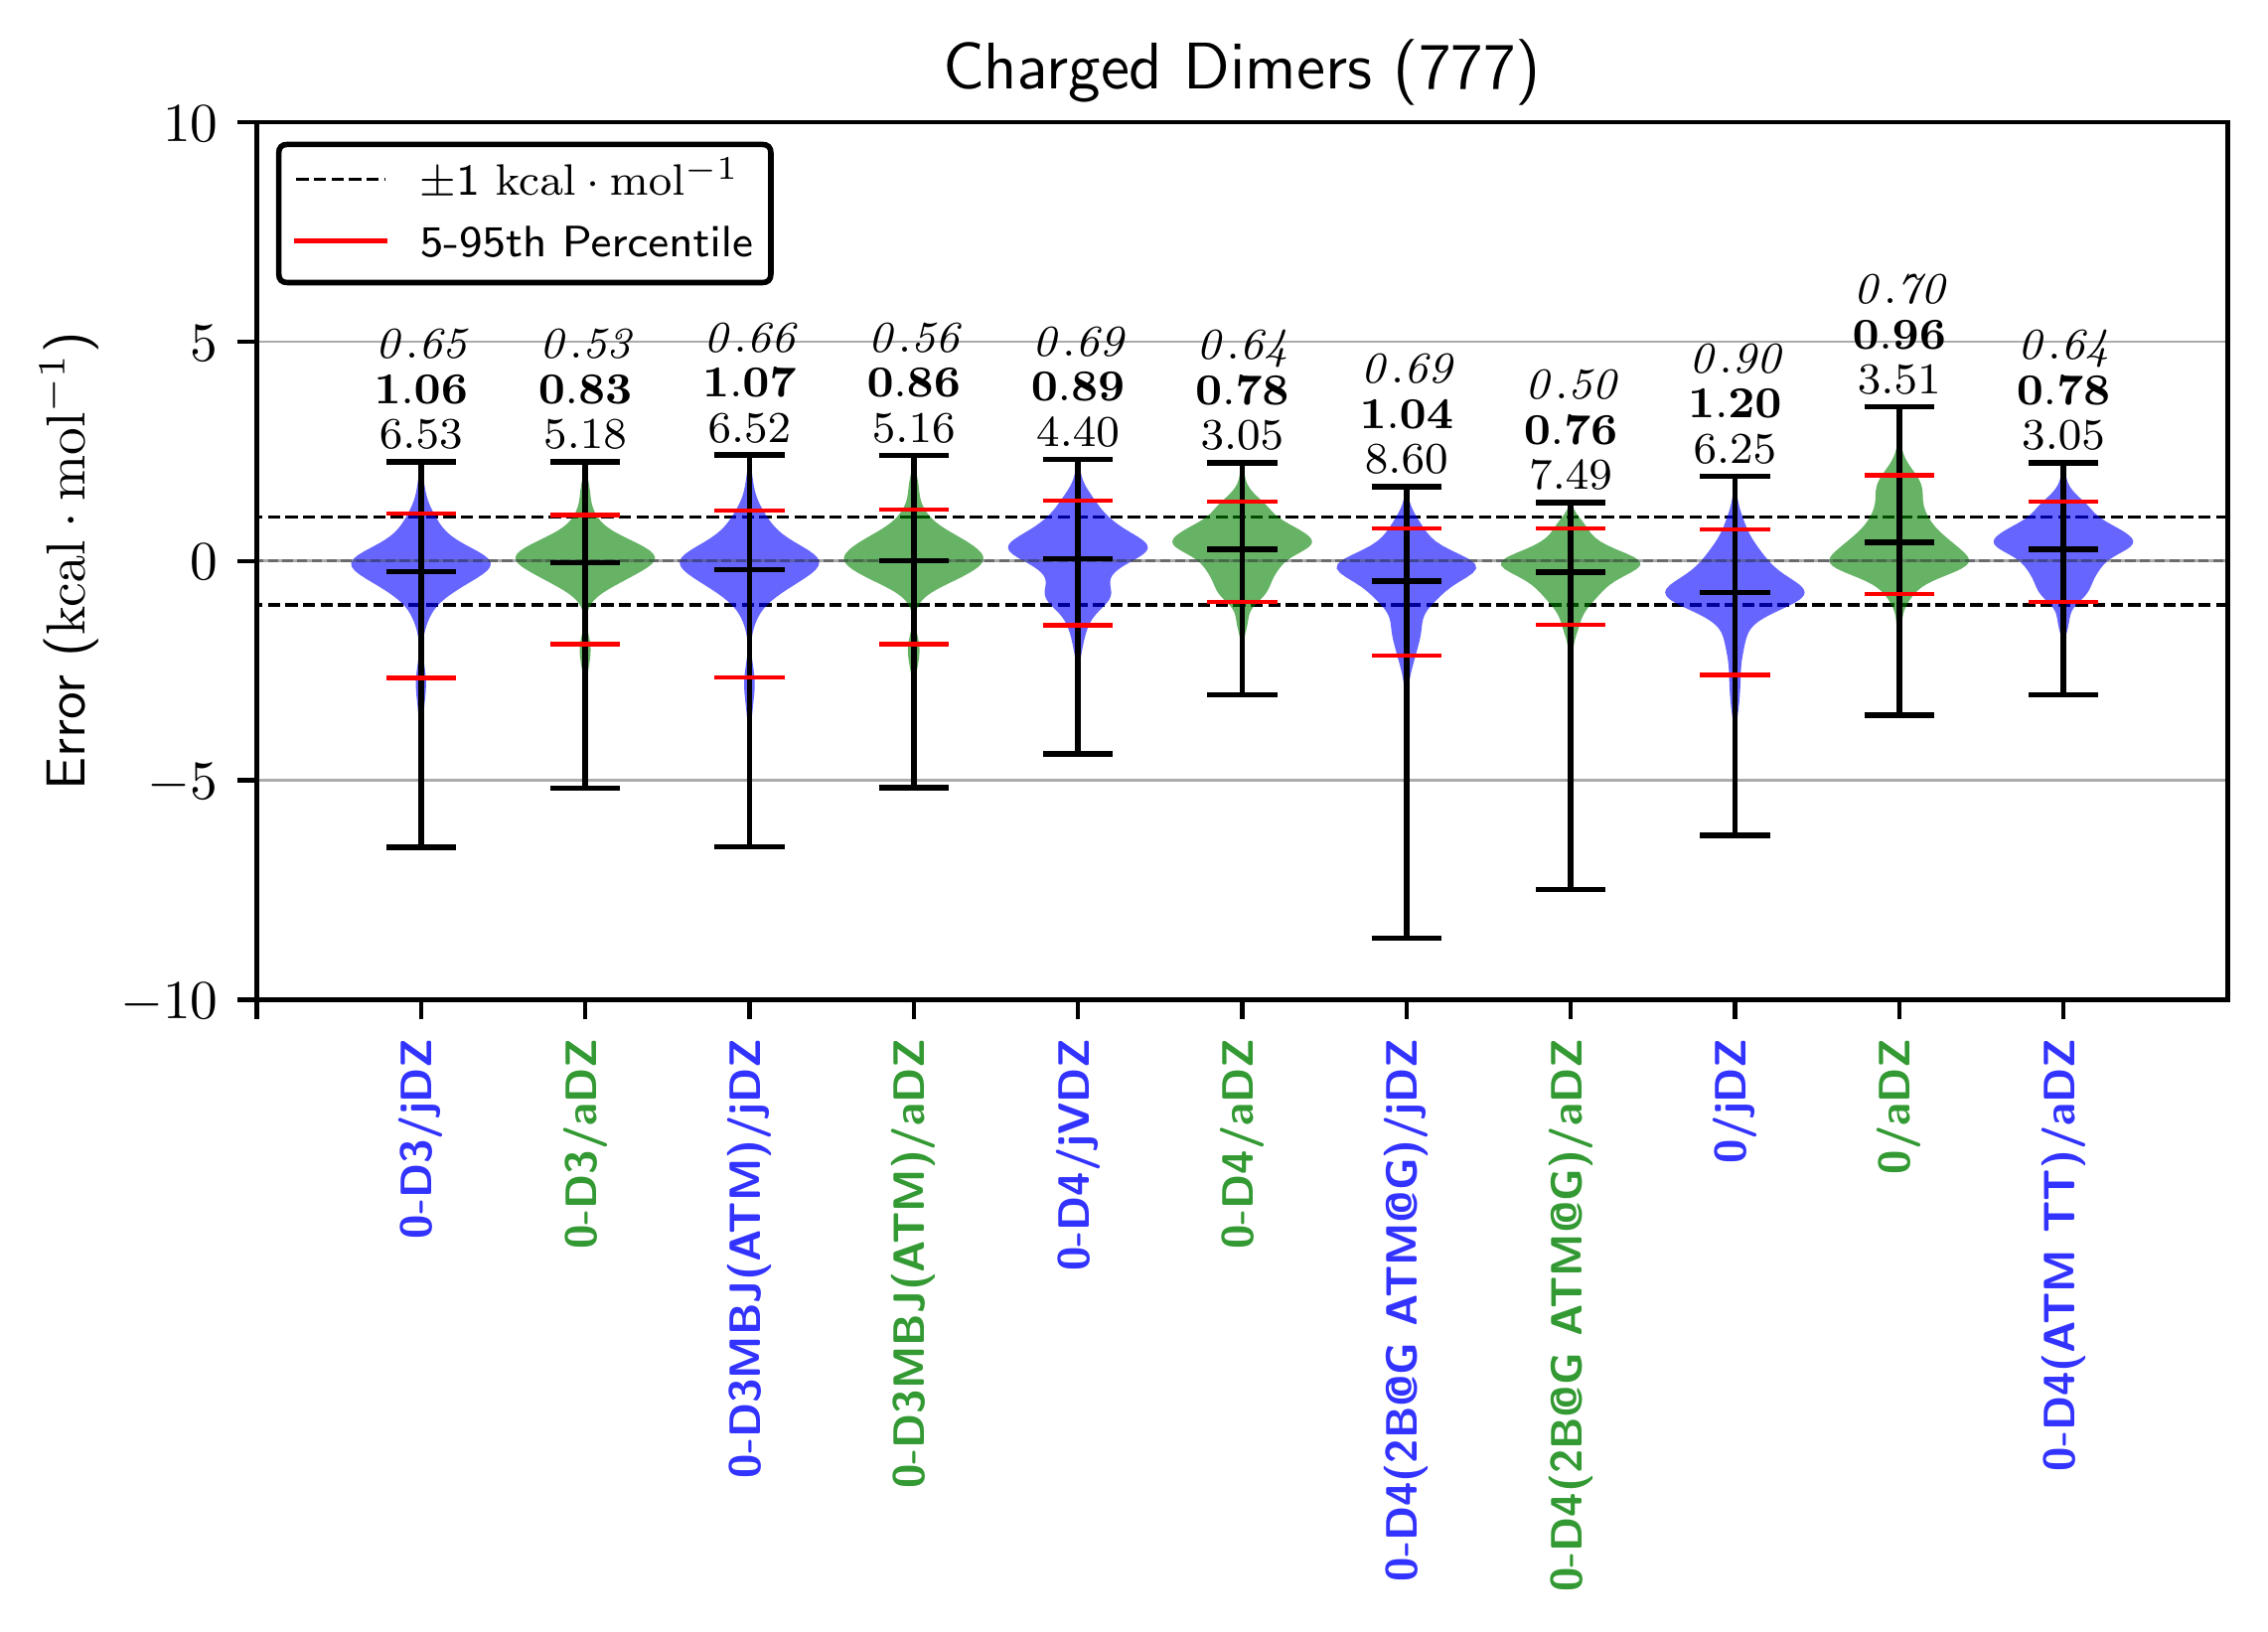 Charged Dimers (777)
Error (kcal · mol⁻¹)
10
5
0
−5
−10
±1 kcal · mol⁻¹
5-95th Percentile
0.65
1.06
6.53
0.53
0.83
5.18
0.66
1.07
6.52
0.56
0.86
5.16
0.69
0.89
4.40
0.64
0.78
3.05
0.69
1.04
8.60
0.50
0.76
7.49
0.90
1.20
6.25
0.70
0.96
3.51
0.64
0.78
3.05
0-D3/jDZ
0-D3/aDZ
0-D3MBJ(ATM)/jDZ
0-D3MBJ(ATM)/aDZ
0-D4/jVDZ
0-D4/aDZ
0-D4(2B@G ATM@G)/jDZ
0-D4(2B@G ATM@G)/aDZ
0/jDZ
0/aDZ
0-D4(ATM TT)/aDZ